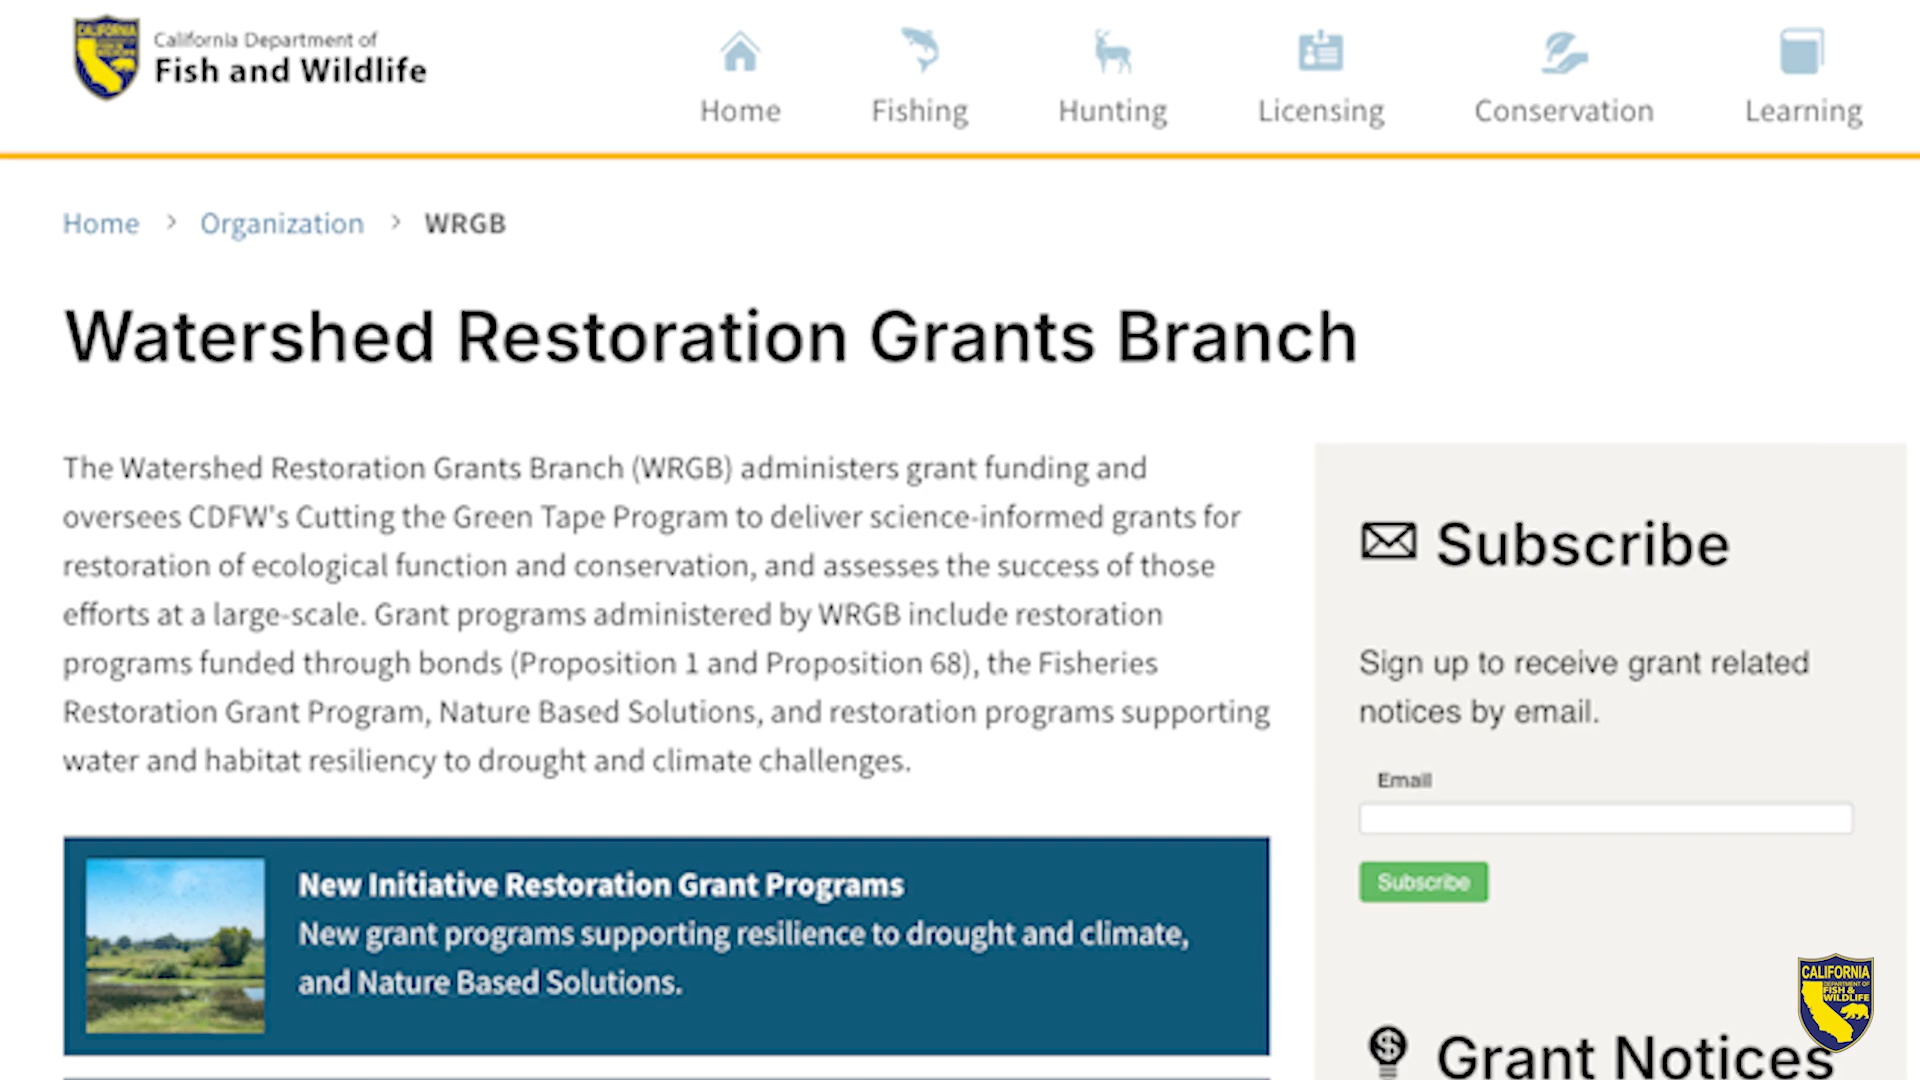 CALIFORNIA
California Department of
Fish and Wildlife
Home
Fishing
Hunting
Licensing
Conservation
Learning
Home > Organization > WRGB
Watershed Restoration Grants Branch
The Watershed Restoration Grants Branch (WRGB) administers grant funding and
oversees CDFW's Cutting the Green Tape Program to deliver science-informed grants for
restoration of ecological function and conservation, and assesses the success of those
efforts at a large-scale. Grant programs administered by WRGB include restoration
programs funded through bonds (Proposition 1 and Proposition 68), the Fisheries
Restoration Grant Program, Nature Based Solutions, and restoration programs supporting
water and habitat resiliency to drought and climate challenges.
New Initiative Restoration Grant Programs
New grant programs supporting resilience to drought and climate,
and Nature Based Solutions.
Subscribe
Sign up to receive grant related
notices by email.
Email
Subscribe
Grant Notices
CALIFORNIA
DEPARTMENT OF
FISH &
WILDLIFE